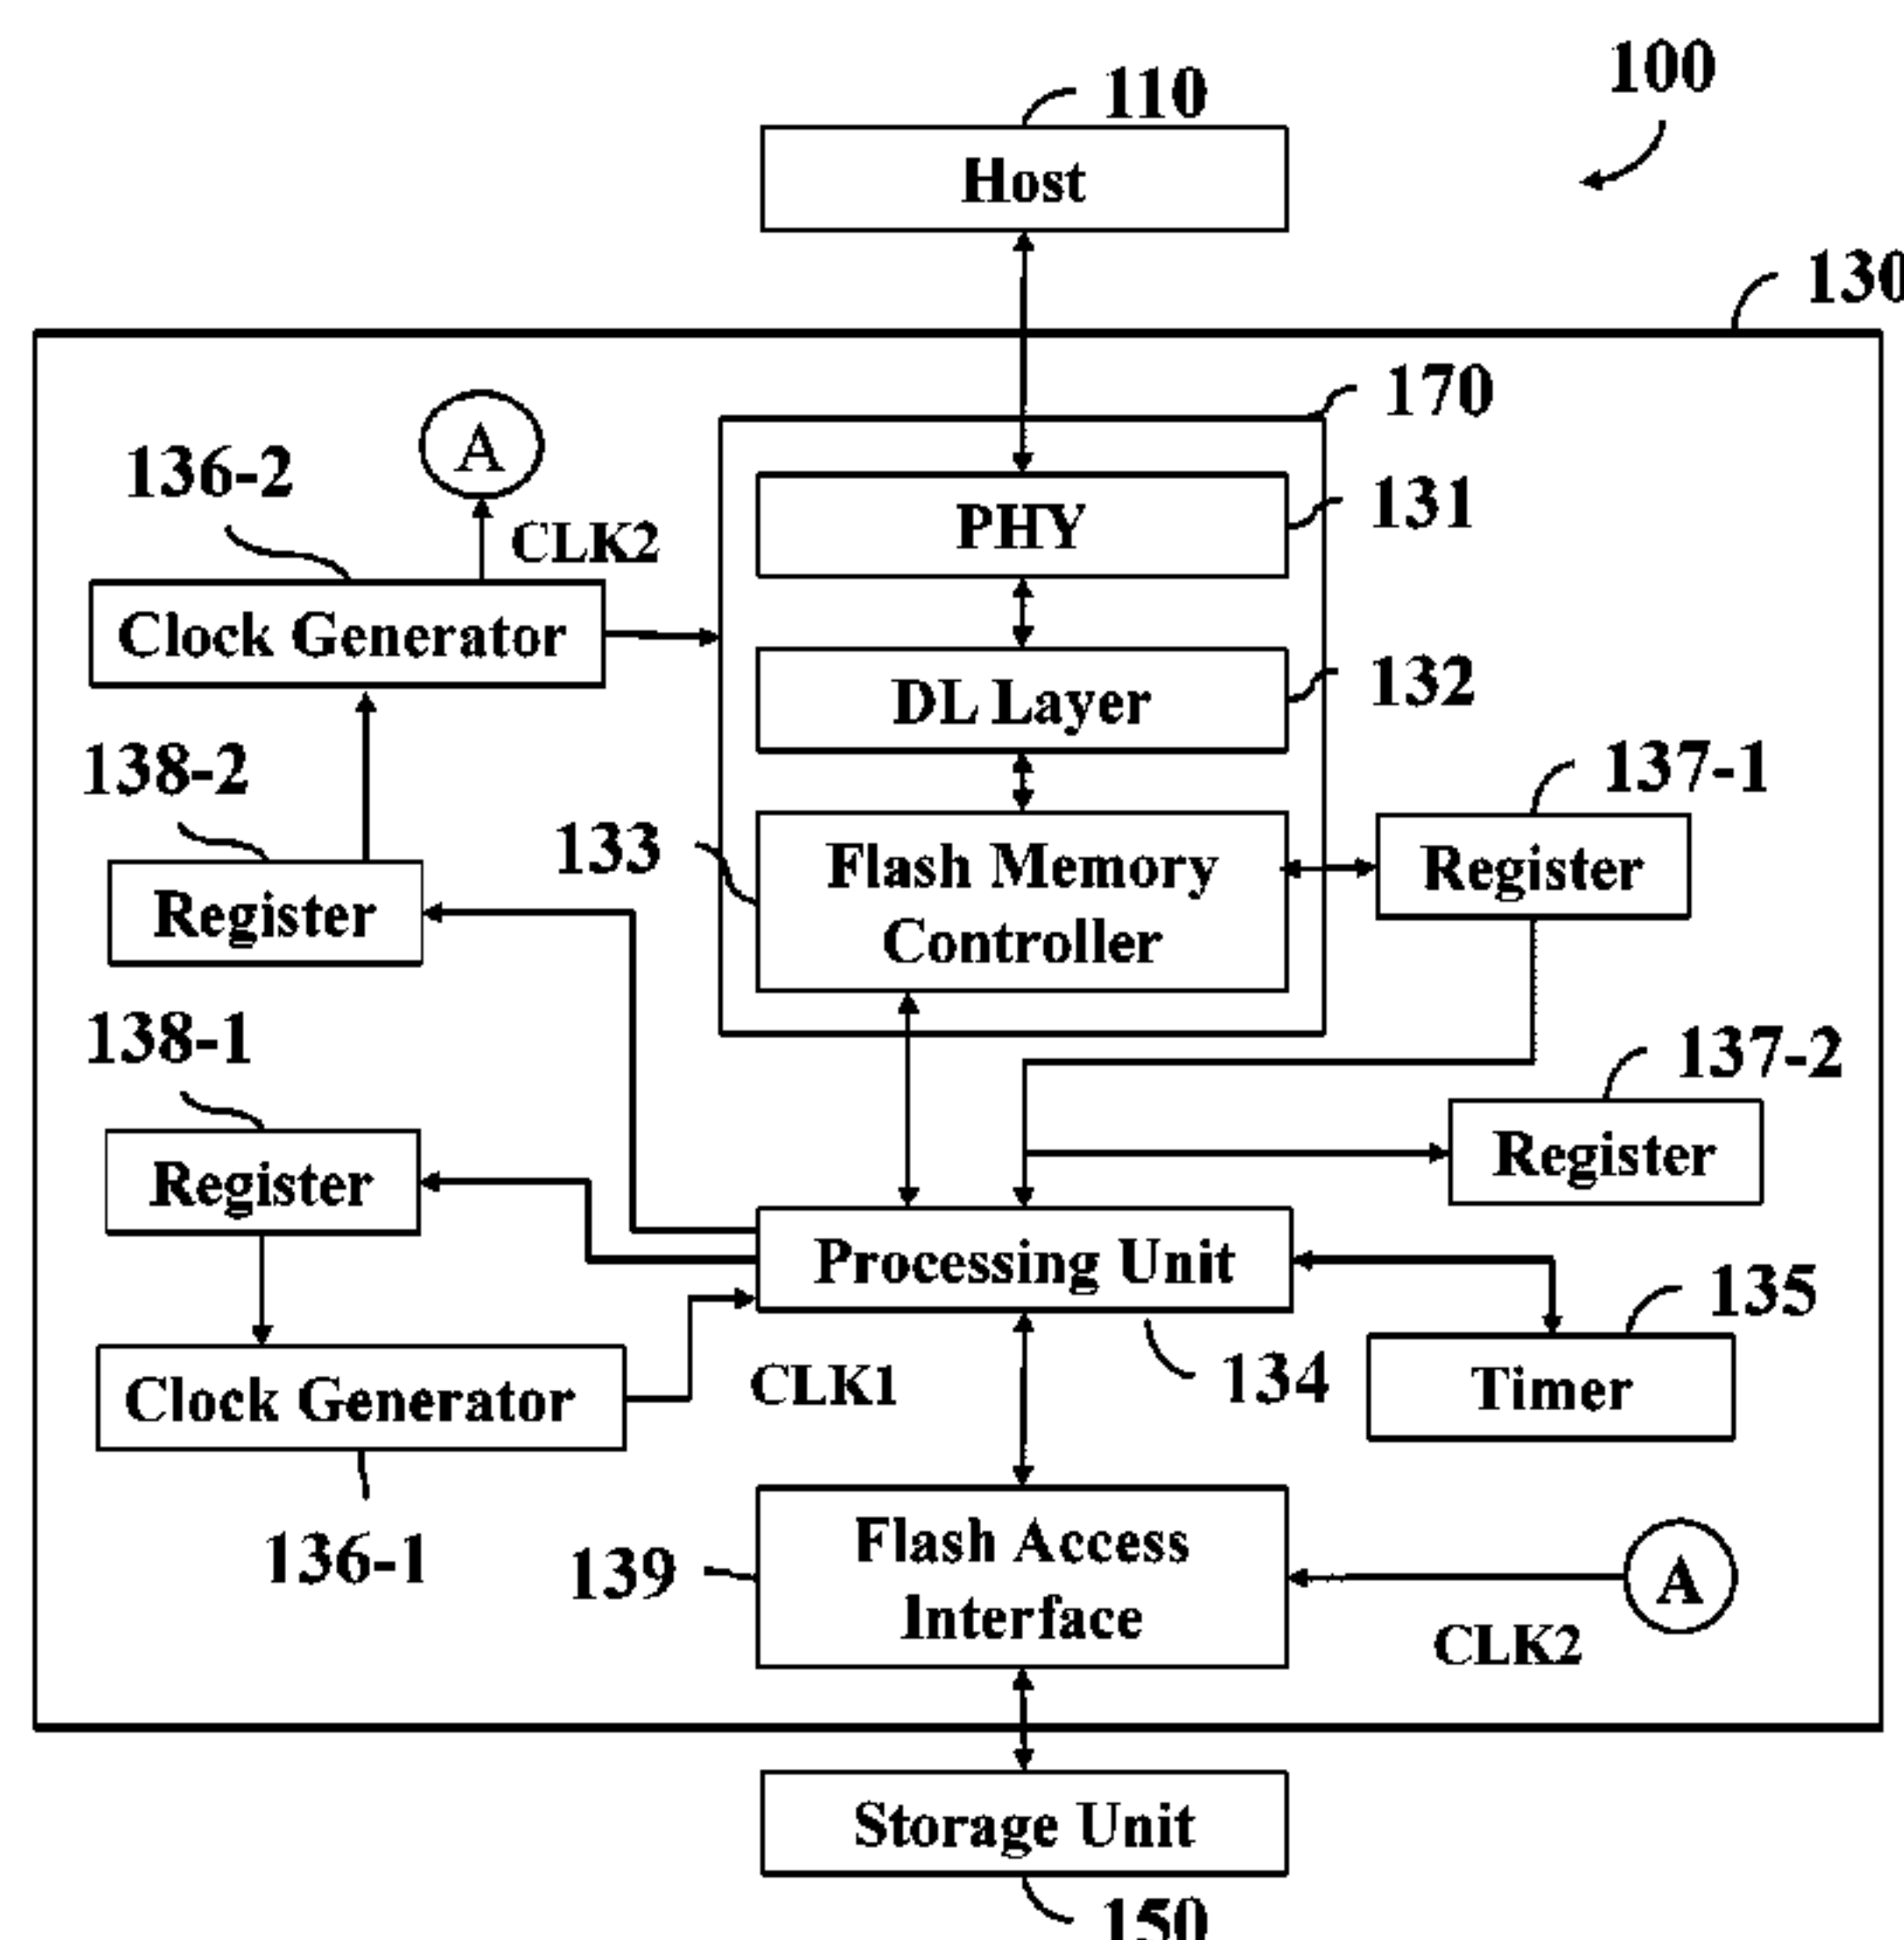 100
110
Host
130
170
A
136-2
CLK2
PHY
131
Clock Generator
DL Layer
132
138-2
137-1
133
Flash Memory
Controller
Register
Register
138-1
137-2
Register
Register
Processing Unit
135
134
CLK1
Timer
Clock Generator
136-1
139
Flash Access
Interface
A
CLK2
Storage Unit
150